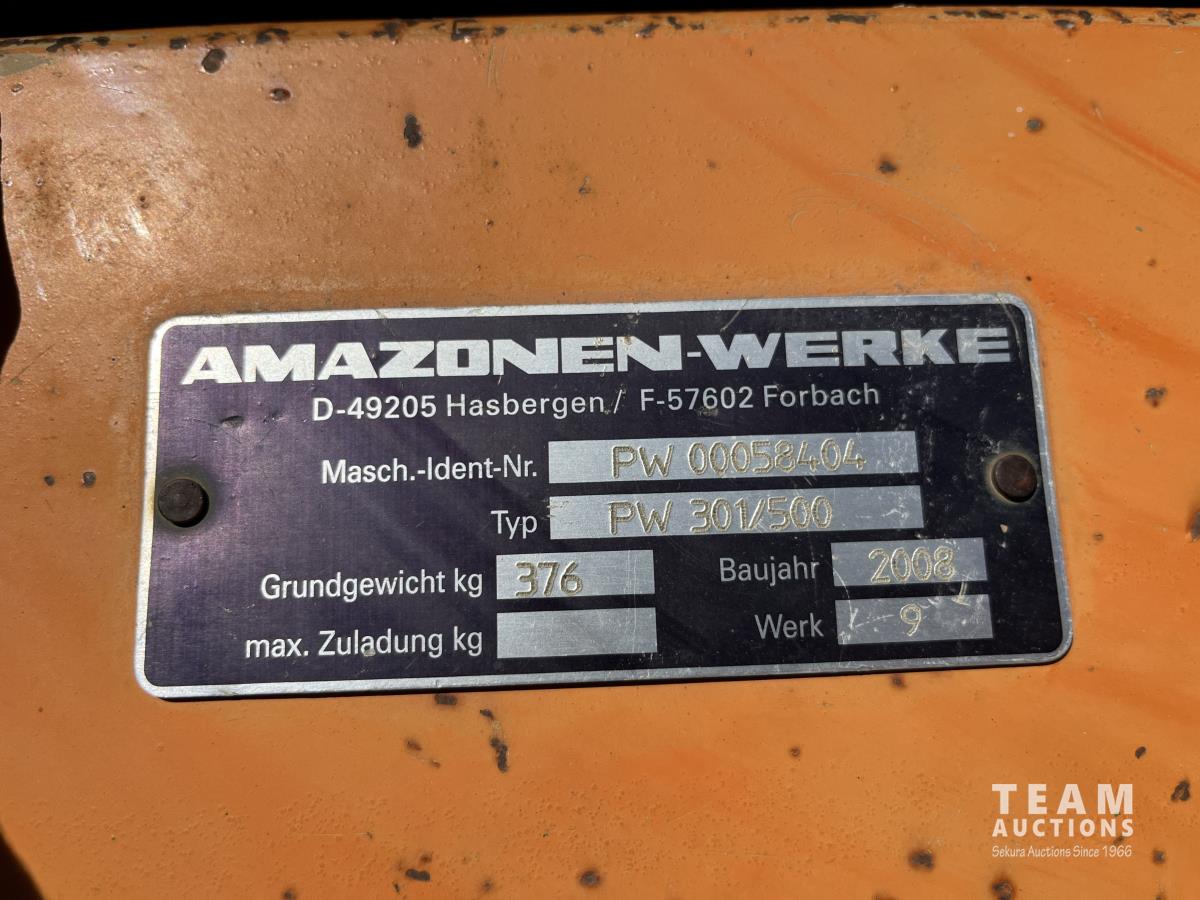 AMAZONEN-WERKE
D-49205 Hasbergen / F-57602 Forbach
Masch.-Ident-Nr. PW 00058404
Typ PW 301/500
Grundgewicht kg 376 Baujahr 2008
max. Zuladung kg Werk 9
TEAM
AUCTIONS
Sekura Auctions Since 1966